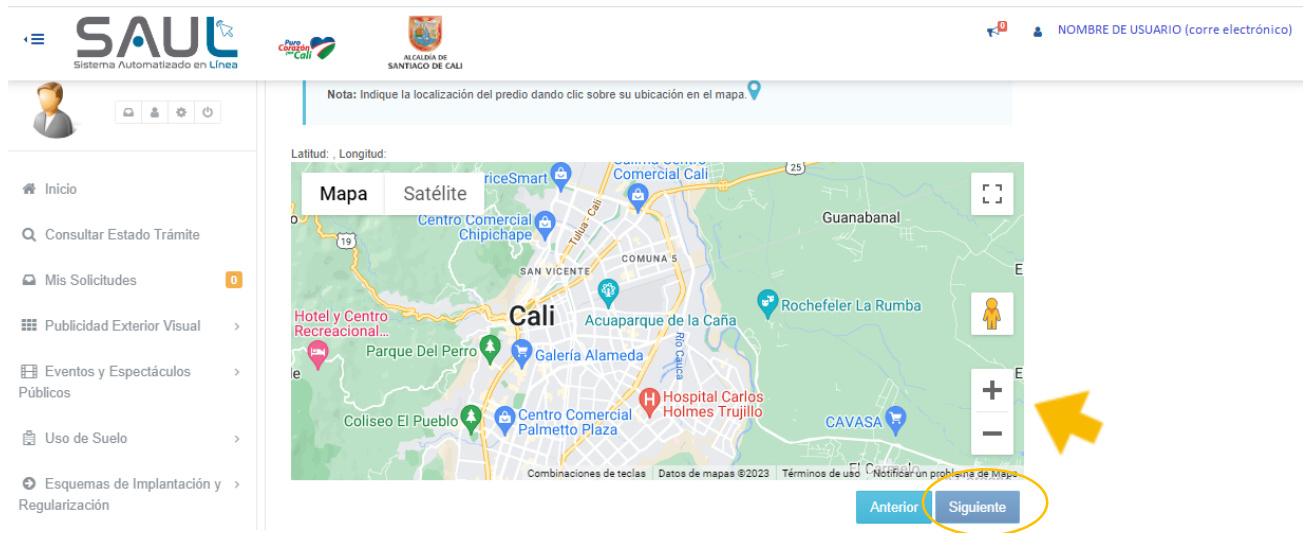 SAUL
Sistema Automatizado en Línea
Puro
Corazón
por Cali
ALCALDÍA DE
SANTIAGO DE CALI
0
NOMBRE DE USUARIO (corre electrónico)
Nota: Indique la localización del predio dando clic sobre su ubicación en el mapa.
Latitud: , Longitud:
Inicio
Consultar Estado Trámite
Mis Solicitudes
0
Publicidad Exterior Visual
Eventos y Espectáculos
Públicos
Uso de Suelo
Esquemas de Implantación y
Regularización
Mapa
Satélite
riceSmart
Comercial Cali
25
Centro Comercial
Chipichape
Tulua - Cali
19
Guanabanal
SAN VICENTE
COMUNA 5
E
Hotel y Centro
Recreacional...
Cali
Acuaparque de la Caña
Rochefeler La Rumba
Parque Del Perro
Galería Alameda
Río Cauca
le
E
Hospital Carlos
Holmes Trujillo
Coliseo El Pueblo
Centro Comercial
Palmetto Plaza
CAVASA
Combinaciones de teclas
Datos de mapas ©2023
Términos de uso
Notificar un problema de Maps
Anterior
Siguiente